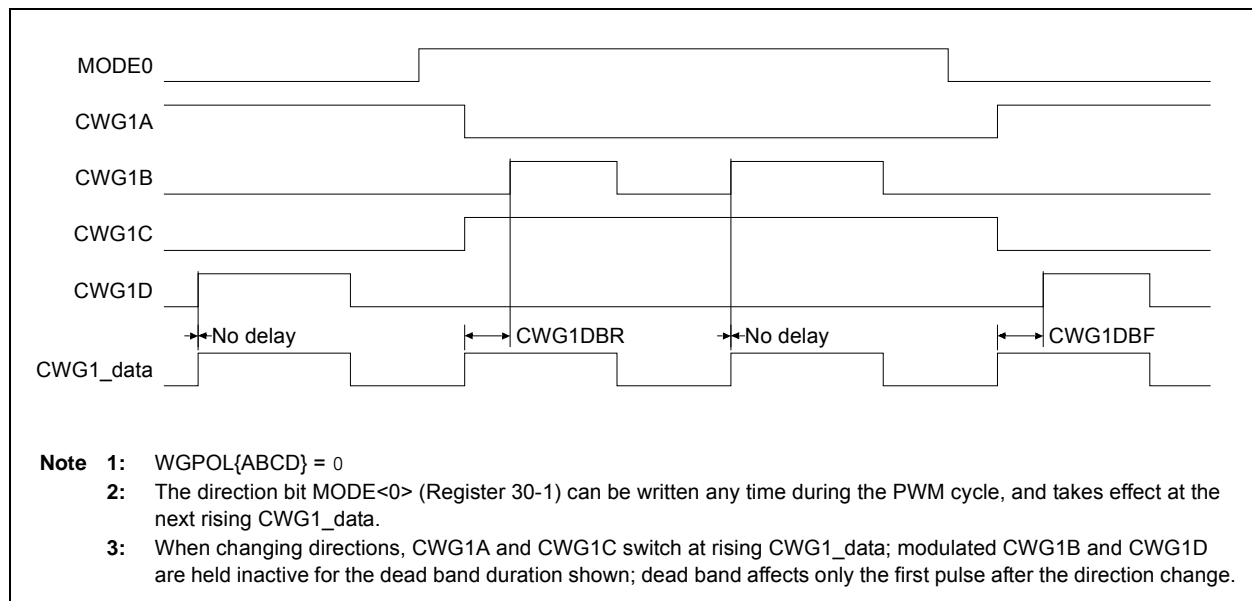 MODE0
CWG1A
CWG1B
CWG1C
CWG1D
No delay CWG1DBR No delay CWG1DBF
CWG1_data
Note 1: WGPOL{ABCD} = 0
2: The direction bit MODE<0> (Register 30-1) can be written any time during the PWM cycle, and takes effect at the
next rising CWG1_data.
3: When changing directions, CWG1A and CWG1C switch at rising CWG1_data; modulated CWG1B and CWG1D
are held inactive for the dead band duration shown; dead band affects only the first pulse after the direction change.